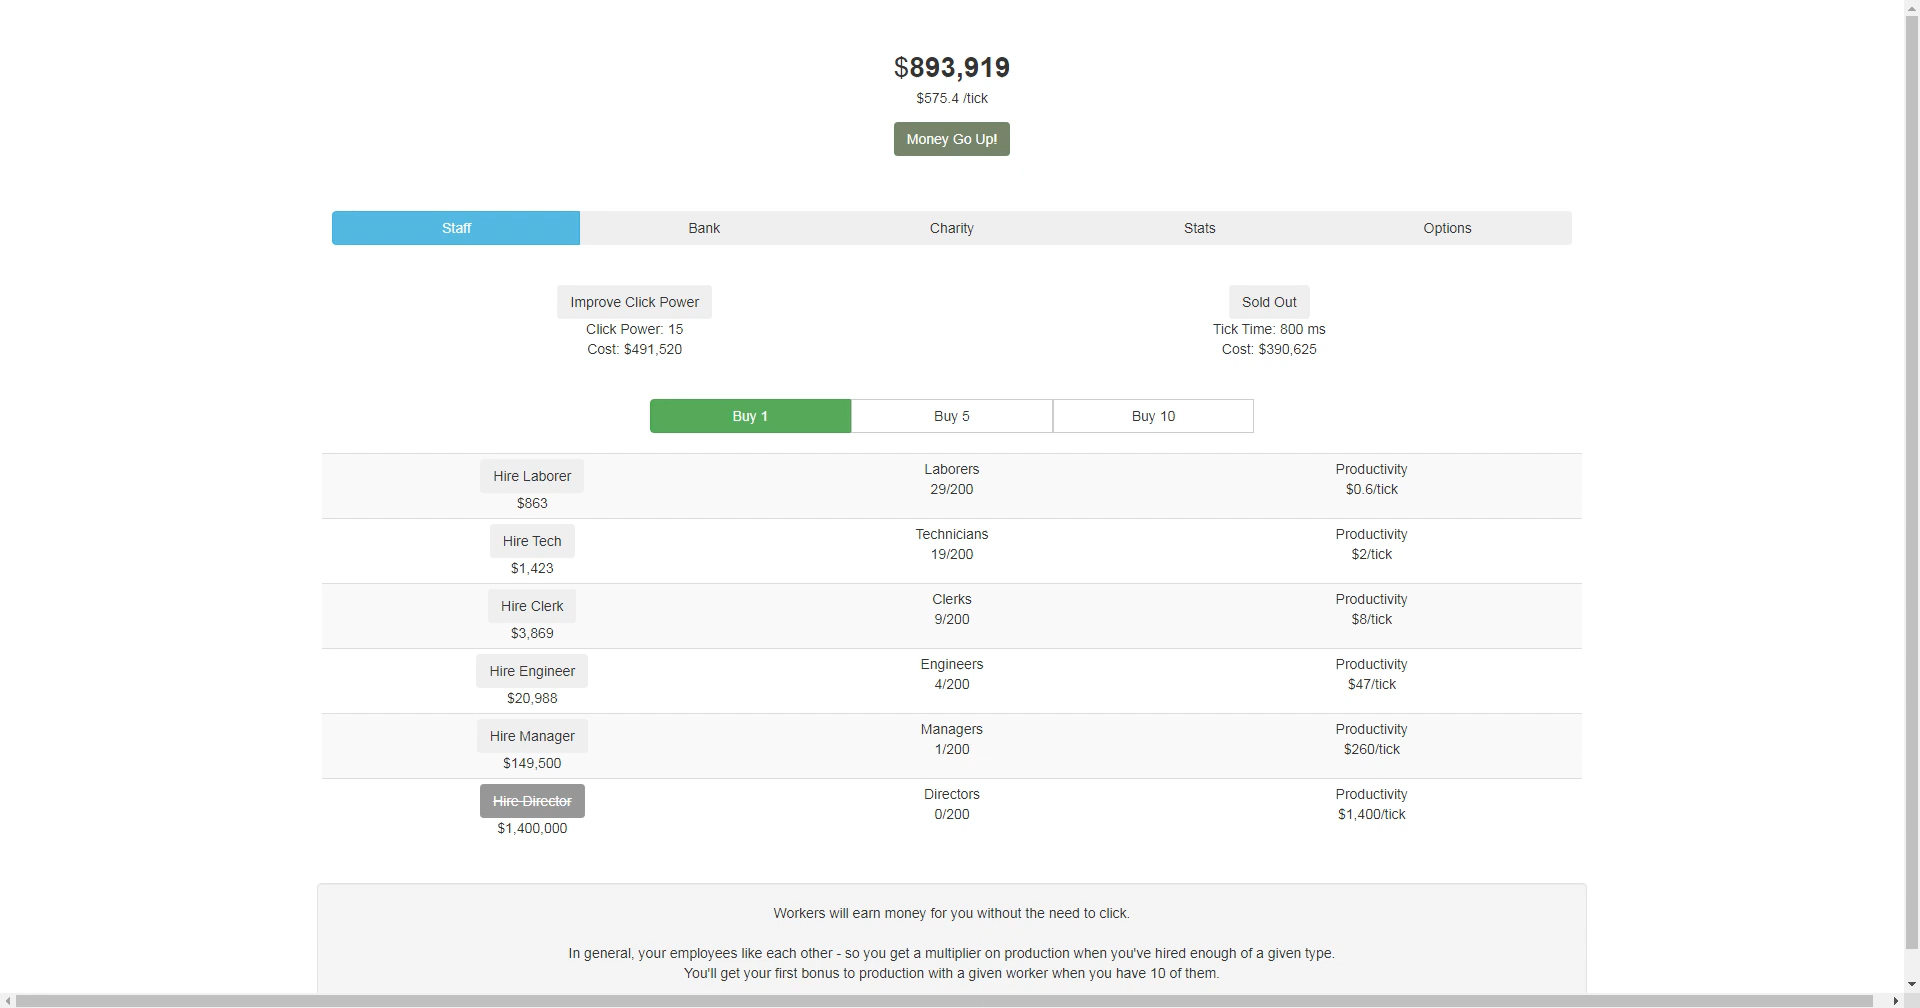 $893,919
$575.4 /tick
Money Go Up!
Staff Bank Charity Stats Options
Improve Click Power Sold Out
Click Power: 15 Tick Time: 800 ms
Cost: $491,520 Cost: $390,625
Buy 1 Buy 5 Buy 10
Hire Laborer Laborers Productivity
$863 29/200 $0.6/tick
Hire Tech Technicians Productivity
$1,423 19/200 $2/tick
Hire Clerk Clerks Productivity
$3,869 9/200 $8/tick
Hire Engineer Engineers Productivity
$20,988 4/200 $47/tick
Hire Manager Managers Productivity
$149,500 1/200 $260/tick
Hire Director Directors Productivity
$1,400,000 0/200 $1,400/tick
Workers will earn money for you without the need to click.
In general, your employees like each other - so you get a multiplier on production when you've hired enough of a given type.
You'll get your first bonus to production with a given worker when you have 10 of them.